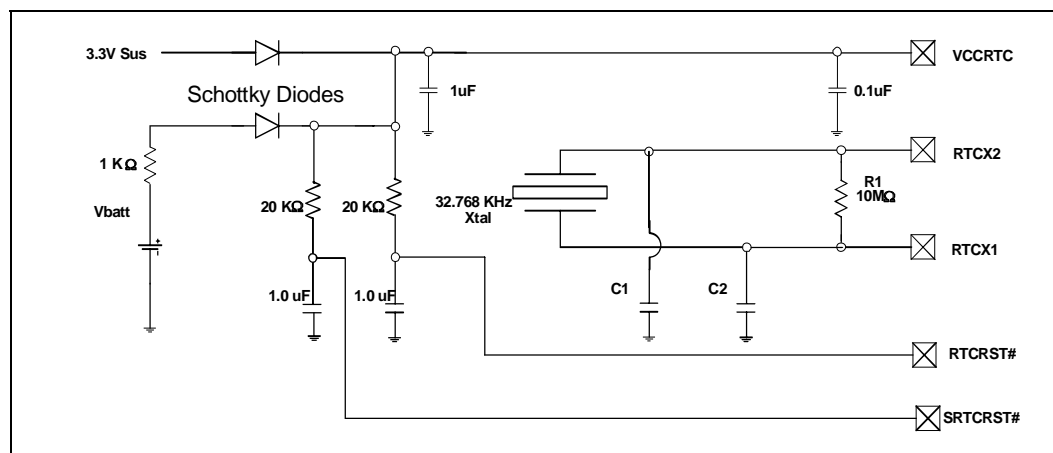 3.3V Sus
VCCRTC
1uF
0.1uF
Schottky Diodes
RTCX2
1 KΩ
R1
10MΩ
32.768 KHz
Xtal
20 KΩ
20 KΩ
Vbatt
+
-
RTCX1
1.0 uF
1.0 uF
C1
C2
RTCRST#
SRTCRST#